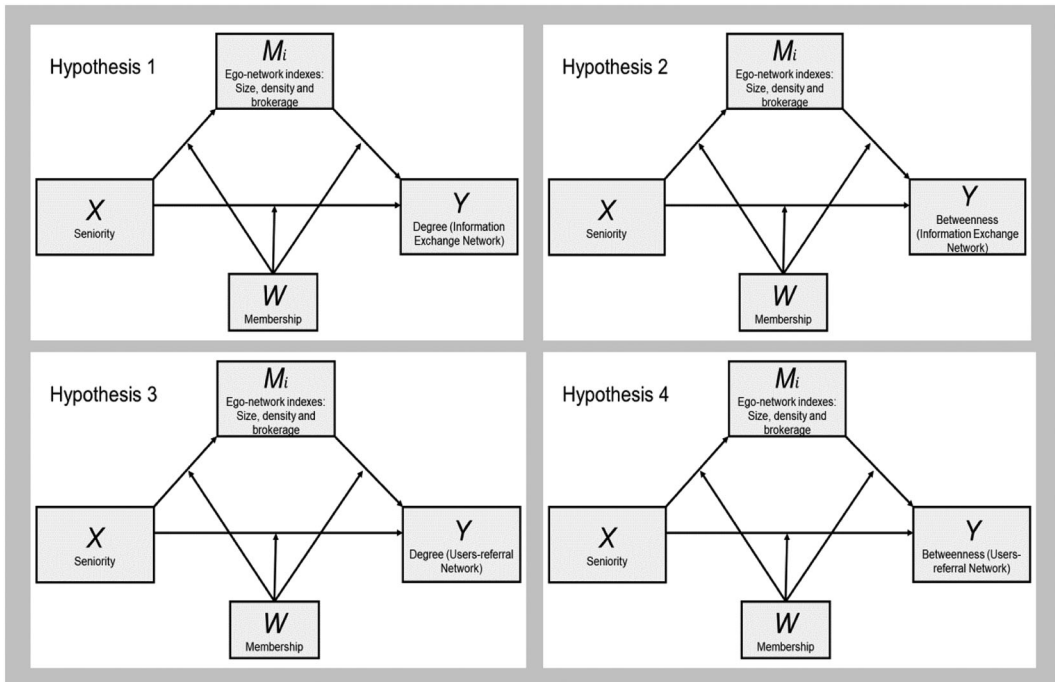 Hypothesis 1
Mi
Ego-network indexes:
Size, density and
brokerage
X
Seniority
Y
Degree (Information
Exchange Network)
W
Membership
Hypothesis 2
Mi
Ego-network indexes:
Size, density and
brokerage
X
Seniority
Y
Betweenness
(Information Exchange
Network)
W
Membership
Hypothesis 3
Mi
Ego-network indexes:
Size, density and
brokerage
X
Seniority
Y
Degree (Users-referral
Network)
W
Membership
Hypothesis 4
Mi
Ego-network indexes:
Size, density and
brokerage
X
Seniority
Y
Betweenness (Users-
referral Network)
W
Membership